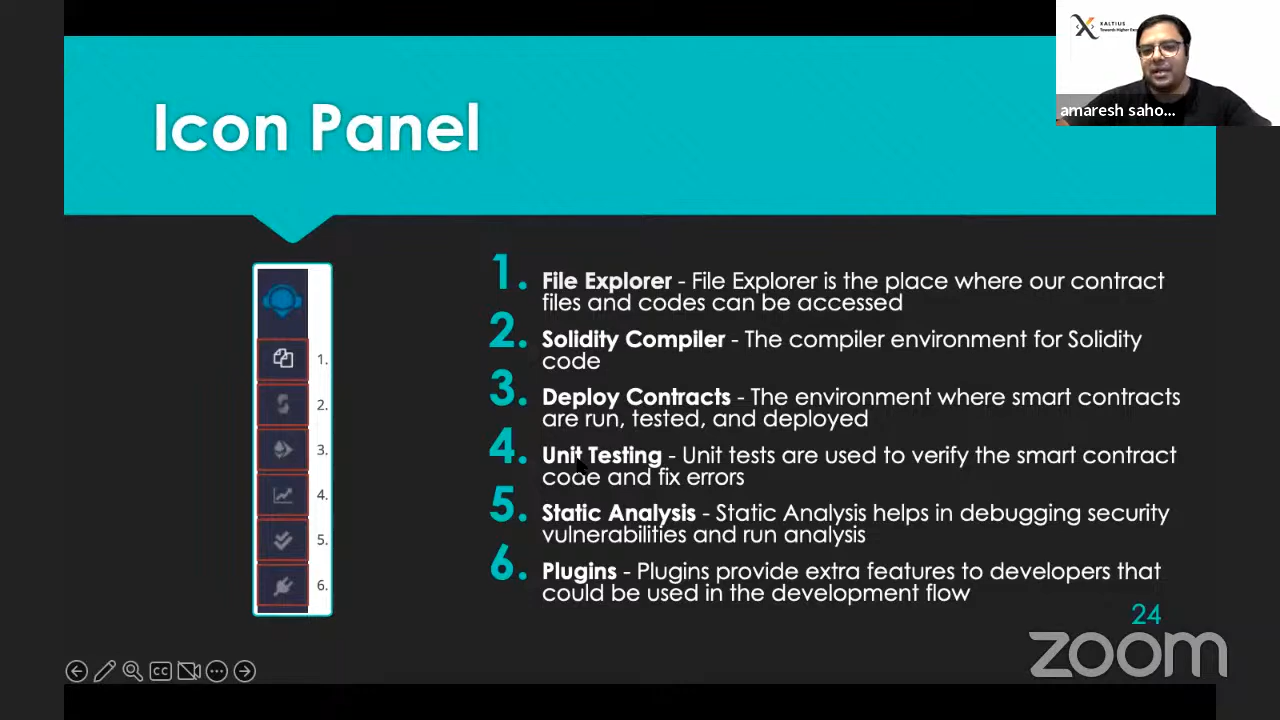 XALTIUS
amaresh saho...
Icon Panel
1.
2.
3.
4.
5.
6.
1. File Explorer - File Explorer is the place where our contract
files and codes can be accessed
2. Solidity Compiler - The compiler environment for Solidity
code
3. Deploy Contracts - The environment where smart contracts
are run, tested, and deployed
4. Unit Testing - Unit tests are used to verify the smart contract
code and fix errors
5. Static Analysis - Static Analysis helps in debugging security
vulnerabilities and run analysis
6. Plugins - Plugins provide extra features to developers that
could be used in the development flow
24
CC
zoom